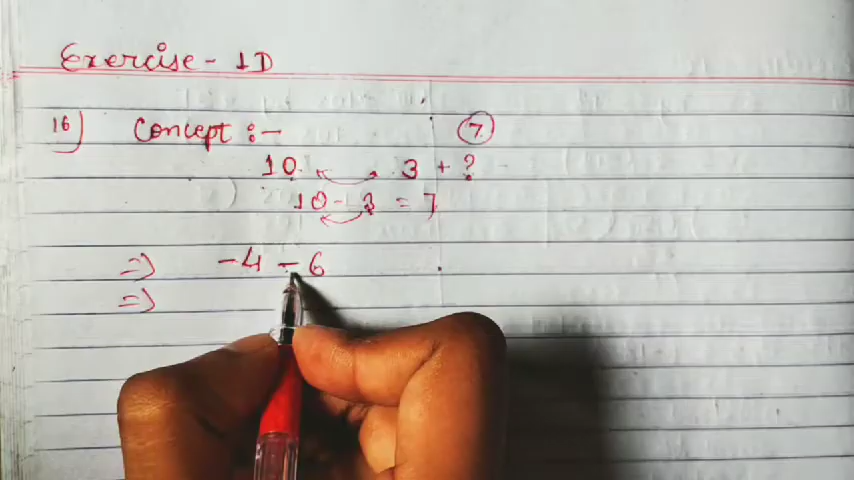 Exercise - 1D
16) Concept :- 7
10 3 + ?
10 - 3 = 7
=> -4 - 6
=>